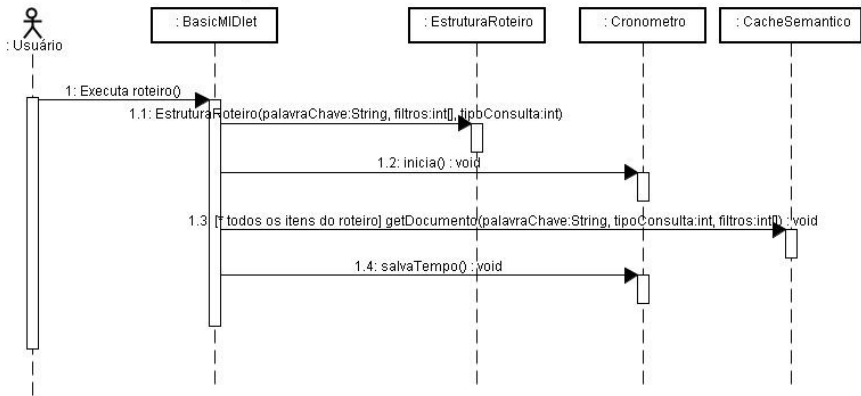 : Usuário
: BasicMIDlet
: EstruturaRoteiro
: Cronometro
: CacheSemantico
1: Executa roteiro()
1.1: EstruturaRoteiro(palavraChave:String, filtros:int[], tipoConsulta:int)
1.2: inicia() : void
1.3: [* todos os itens do roteiro] getDocumento(palavraChave:String, tipoConsulta:int, filtros:int[]) : void
1.4: salvaTempo() : void